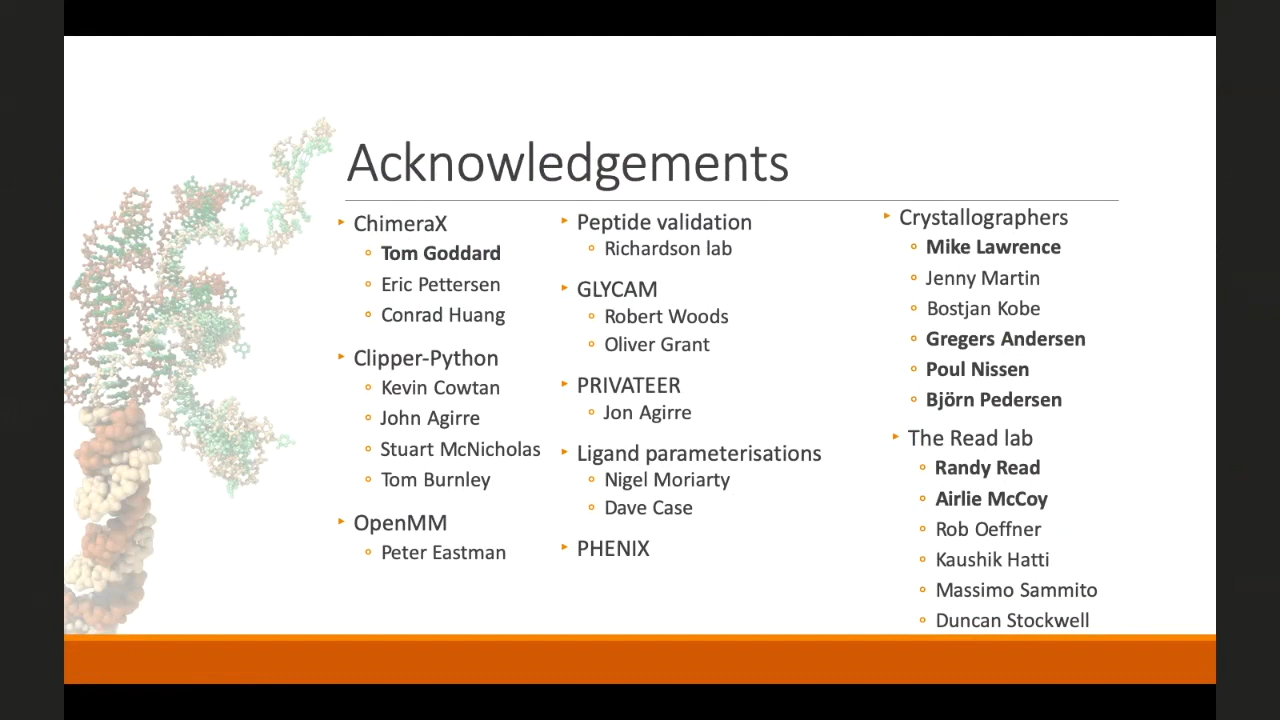 Acknowledgements
ChimeraX
Tom Goddard
Eric Pettersen
Conrad Huang
Clipper-Python
Kevin Cowtan
John Agirre
Stuart McNicholas
Tom Burnley
OpenMM
Peter Eastman
Peptide validation
Richardson lab
GLYCAM
Robert Woods
Oliver Grant
PRIVATEER
Jon Agirre
Ligand parameterisations
Nigel Moriarty
Dave Case
PHENIX
Crystallographers
Mike Lawrence
Jenny Martin
Bostjan Kobe
Gregers Andersen
Poul Nissen
Björn Pedersen
The Read lab
Randy Read
Airlie McCoy
Rob Oeffner
Kaushik Hatti
Massimo Sammito
Duncan Stockwell